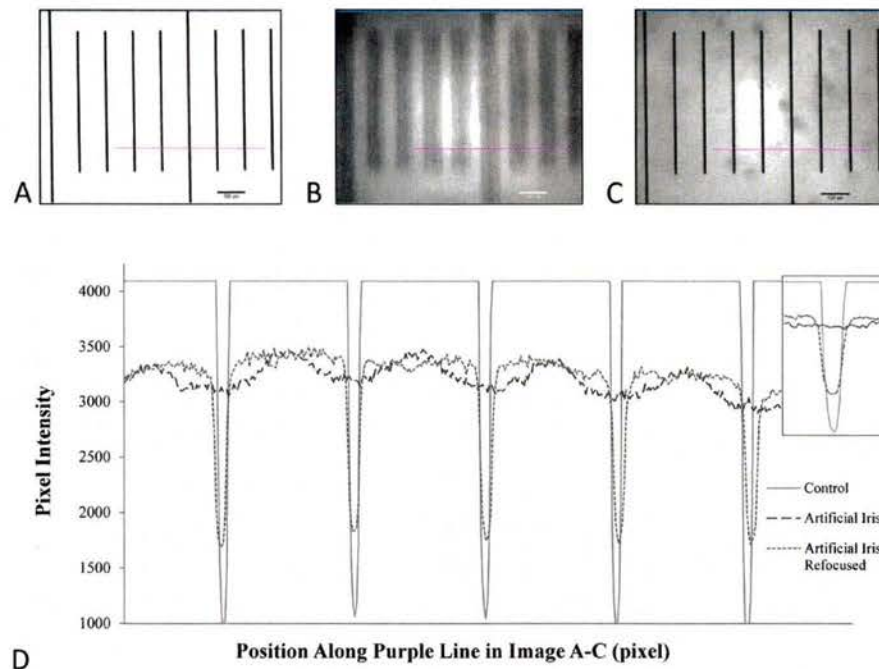 A
B
C
4000
3500
3000
2500
2000
1500
1000
Pixel Intensity
Control
Artificial Iris
Artificial Iris
Refocused
D
Position Along Purple Line in Image A-C (pixel)